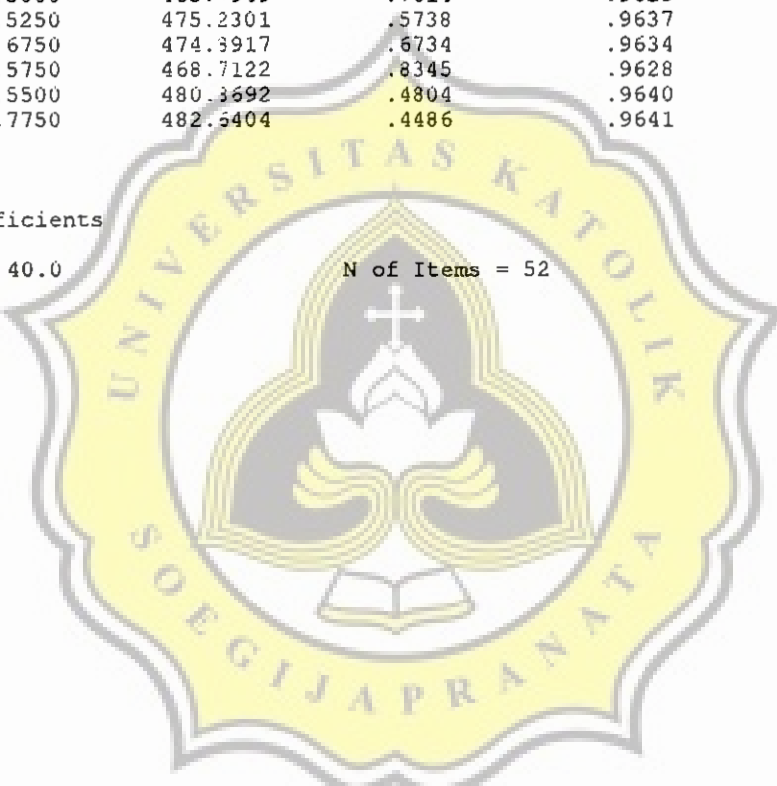 5250 475.2301 .5738 .9637
6750 474.3917 .6734 .9634
5750 468.7122 .8345 .9628
5500 480.3692 .4804 .9640
.7750 482.6404 .4486 .9641
ficients
40.0 N of Items = 52
UNIVERSITAS KATOLIK
SOEGIJAPRANATA